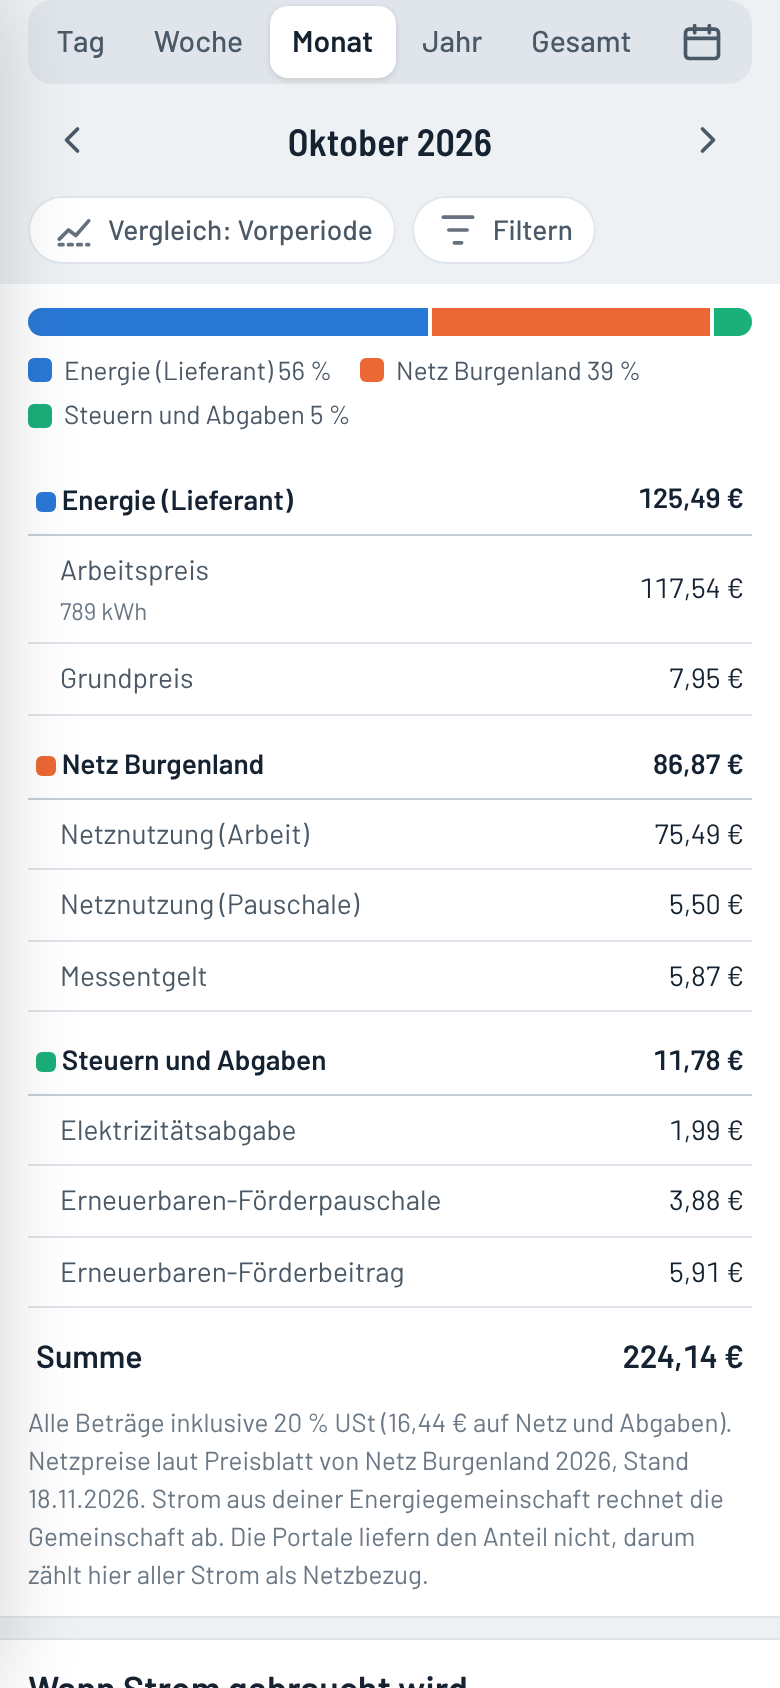 Tag Woche Monat Jahr Gesamt
Oktober 2026
Vergleich: Vorperiode Filtern
Energie (Lieferant) 56 % Netz Burgenland 39 %
Steuern und Abgaben 5 %
Energie (Lieferant) 125,49 €
Arbeitspreis 117,54 €
789 kWh
Grundpreis 7,95 €
Netz Burgenland 86,87 €
Netznutzung (Arbeit) 75,49 €
Netznutzung (Pauschale) 5,50 €
Messentgelt 5,87 €
Steuern und Abgaben 11,78 €
Elektrizitätsabgabe 1,99 €
Erneuerbaren-Förderpauschale 3,88 €
Erneuerbaren-Förderbeitrag 5,91 €
Summe 224,14 €
Alle Beträge inklusive 20 % USt (16,44 € auf Netz und Abgaben).
Netzpreise laut Preisblatt von Netz Burgenland 2026, Stand
18.11.2026. Strom aus deiner Energiegemeinschaft rechnet die
Gemeinschaft ab. Die Portale liefern den Anteil nicht, darum
zählt hier aller Strom als Netzbezug.
Wann Strom gebraucht wird